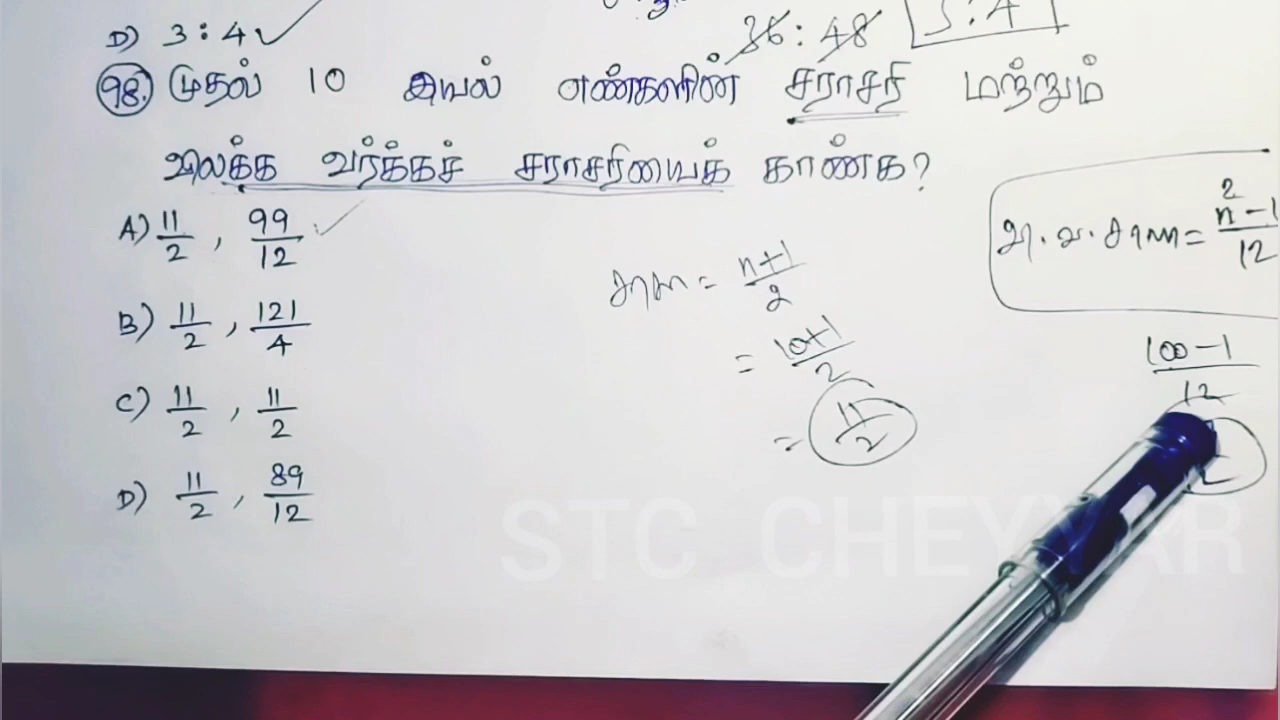 D) 3 : 4 ✓
36 : 48 3 : 4
98. முதல் 10 இயல் எண்களின் சராசரி மற்றும்
விலக்க வர்க்கச் சராசரியைக் காண்க?
A) 11/2 , 99/12 ✓
B) 11/2 , 121/4
C) 11/2 , 11/2
D) 11/2 , 89/12
= n+1/2
= 10+1/2
= 11/2
வி.வ.சரா = n²-1/12
100-1/12
STC CHEYYAR